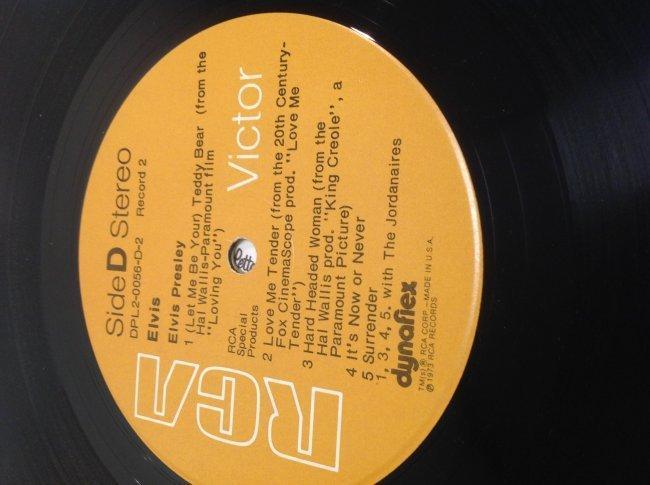 Side D Stereo
DPL2-0056-D-2 Record 2
Elvis
Elvis Presley
1 (Let Me Be Your) Teddy Bear (from the
Hal Wallis-Paramount film
"Loving You")
RCA Victor
RCA
Special
Products
2 Love Me Tender (from the 20th Century-
Fox CinemaScope prod. "Love Me
Tender")
3 Hard Headed Woman (from the
Hal Wallis prod. "King Creole", a
Paramount Picture)
4 It's Now or Never
5 Surrender
1, 3, 4, 5. with The Jordanaires
dynaflex
TM(s) ® RCA CORP.—MADE IN U.S.A.
℗ 1973 RCA RECORDS